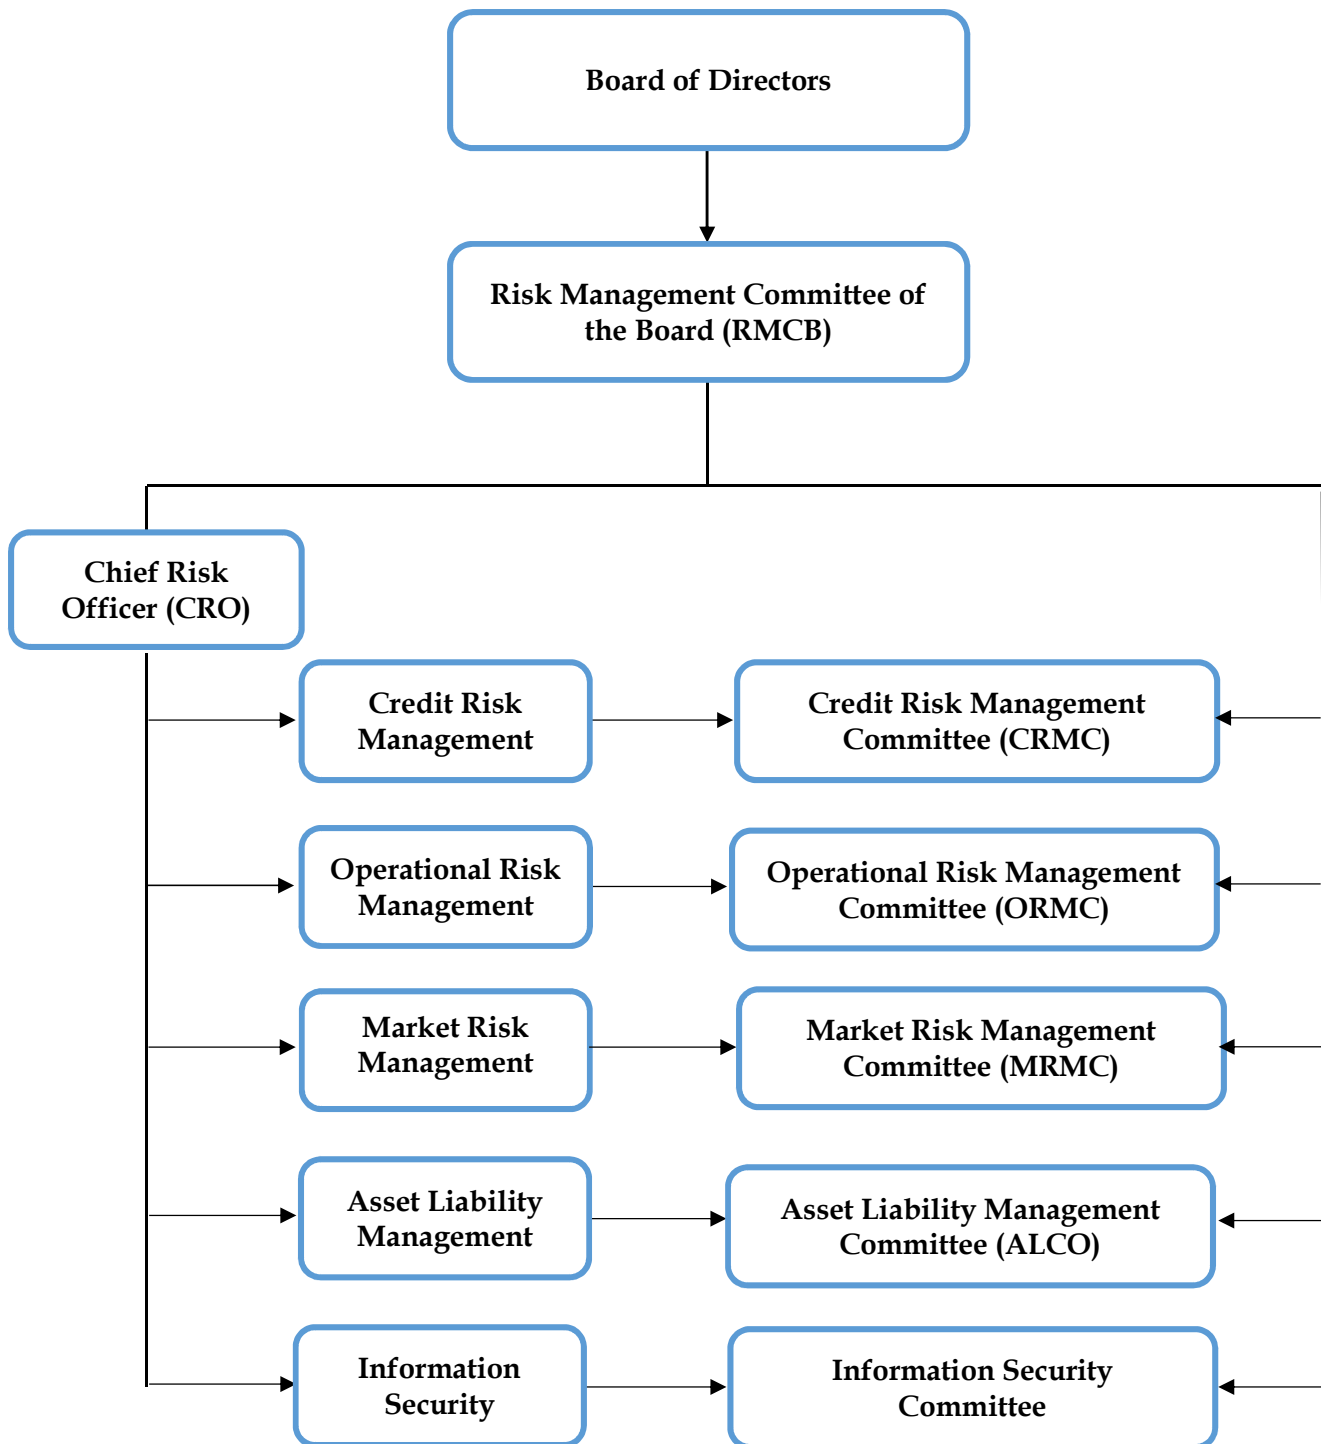 Board of Directors
Risk Management Committee of
the Board (RMCB)
Chief Risk
Officer (CRO)
Credit Risk
Management
Credit Risk Management
Committee (CRMC)
Operational Risk
Management
Operational Risk Management
Committee (ORMC)
Market Risk
Management
Market Risk Management
Committee (MRMC)
Asset Liability
Management
Asset Liability Management
Committee (ALCO)
Information
Security
Information Security
Committee